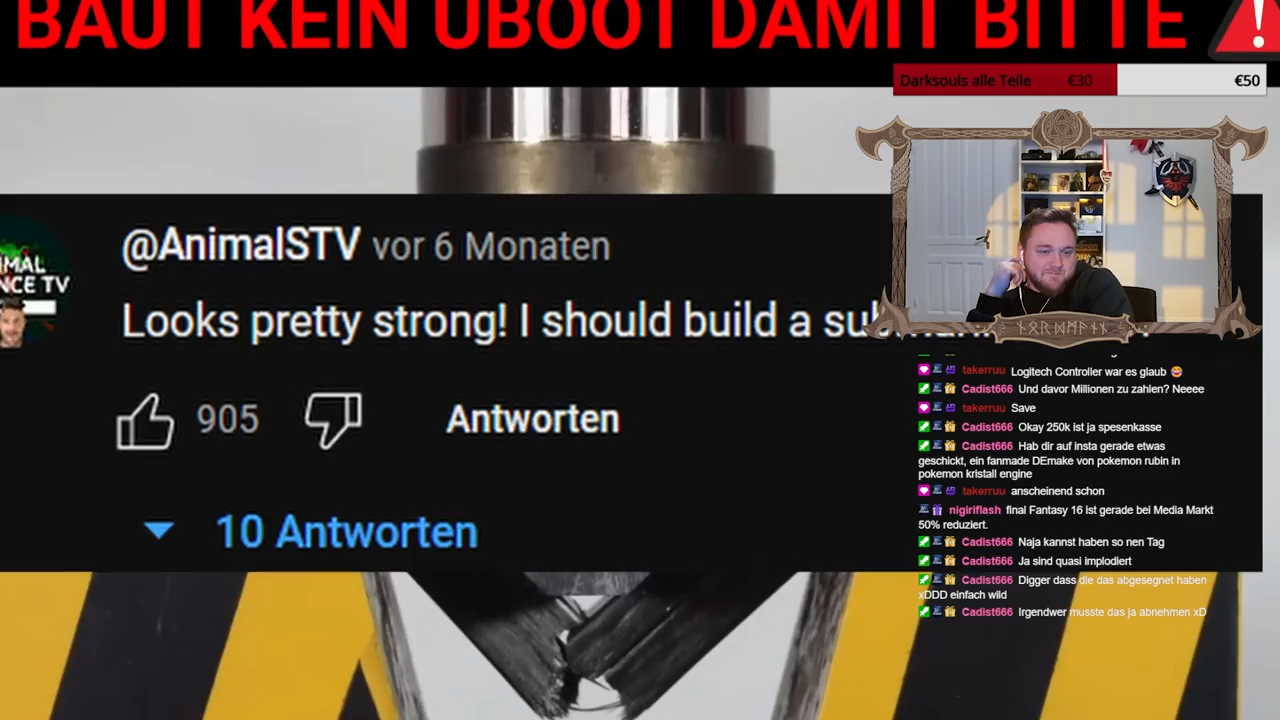 BAUT KEIN UBOOT DAMIT BITTE
Darksouls alle Teile €30 €50
@AnimalSTV vor 6 Monaten
Looks pretty strong! I should build a
905 Antworten
10 Antworten
takerruu Logitech Controller war es glaub
Cadist666 Und davor Millionen zu zahlen? Neeee
takerruu Save
Cadist666 Okay 250k ist ja spesenkasse
Cadist666 Hab dir auf insta gerade etwas
geschickt, ein fanmade DEmake von pokemon rubin in
pokemon kristall engine
takerruu anscheinend schon
nigiriflash final Fantasy 16 ist gerade bei Media Markt
50% reduziert.
Cadist666 Naja kannst haben so nen Tag
Cadist666 Ja sind quasi implodiert
Cadist666 Digger dass die das abgesegnet haben
xDDD einfach wild
Cadist666 Irgendwer musste das ja abnehmen xD